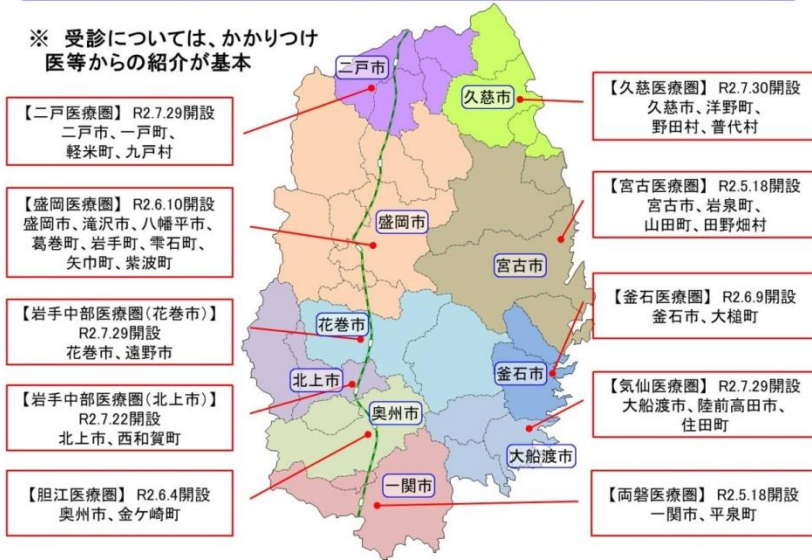 ※ 受診については、かかりつけ
医等からの紹介が基本
【二戸医療圏】 R2.7.29開設
二戸市、一戸町、
軽米町、九戸村
【盛岡医療圏】 R2.6.10開設
盛岡市、滝沢市、八幡平市、
葛巻町、岩手町、雫石町、
矢巾町、紫波町
【岩手中部医療圏(花巻市)】
R2.7.29開設
花巻市、遠野市
【岩手中部医療圏(北上市)】
R2.7.22開設
北上市、西和賀町
【胆江医療圏】 R2.6.4開設
奥州市、金ケ崎町
二戸市
久慈市
盛岡市
宮古市
花巻市
北上市
釜石市
奥州市
大船渡市
一関市
【久慈医療圏】 R2.7.30開設
久慈市、洋野町、
野田村、普代村
【宮古医療圏】 R2.5.18開設
宮古市、岩泉町、
山田町、田野畑村
【釜石医療圏】 R2.6.9開設
釜石市、大槌町
【気仙医療圏】 R2.7.29開設
大船渡市、陸前高田市、
住田町
【両磐医療圏】 R2.5.18開設
一関市、平泉町